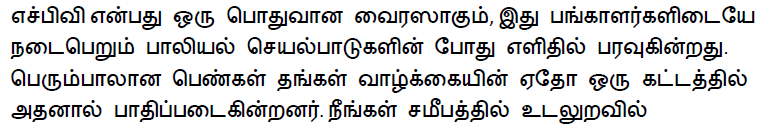 எச்பிவி என்பது ஒரு பொதுவான வைரஸாகும், இது பங்காளர்களிடையே
நடைபெறும் பாலியல் செயல்பாடுகளின் போது எளிதில் பரவுகின்றது.
பெரும்பாலான பெண்கள் தங்கள் வாழ்க்கையின் ஏதோ ஒரு கட்டத்தில்
அதனால் பாதிப்படைகின்றனர். நீங்கள் சமீபத்தில் உடலுறவில்